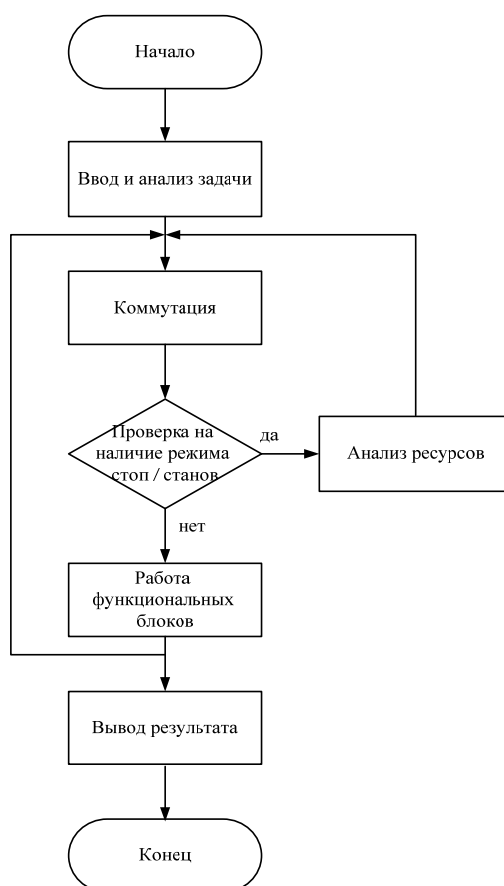 Начало
Ввод и анализ задачи
Коммутация
Проверка на
наличие режима
стоп / станов
да
Анализ ресурсов
нет
Работа
функциональных
блоков
Вывод результата
Конец